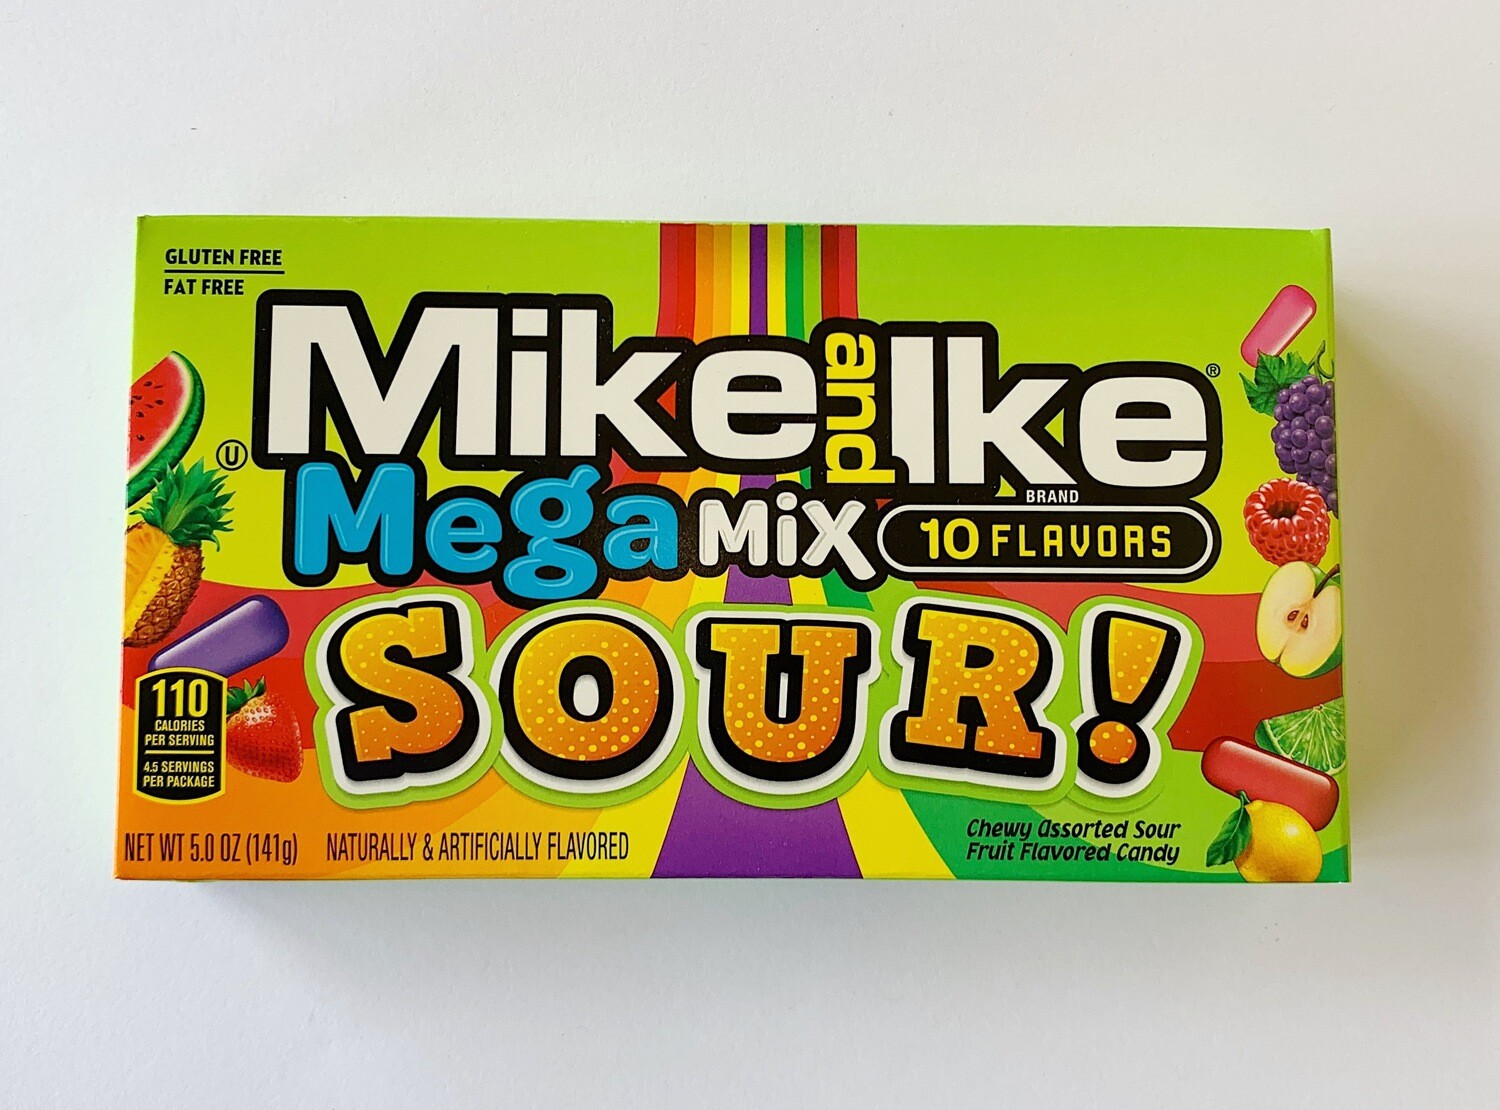 GLUTEN FREE
FAT FREE
Mike and Ike ®
BRAND
U
Mega MiX 10 FLAVORS
SOUR!
110
CALORIES
PER SERVING
4.5 SERVINGS
PER PACKAGE
NET WT 5.0 OZ (141g) NATURALLY & ARTIFICIALLY FLAVORED
Chewy Assorted Sour
Fruit Flavored Candy